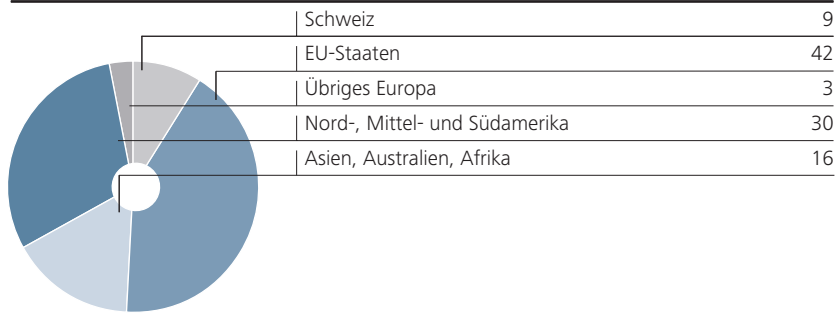 Schweiz 9
EU-Staaten 42
Übriges Europa 3
Nord-, Mittel- und Südamerika 30
Asien, Australien, Afrika 16